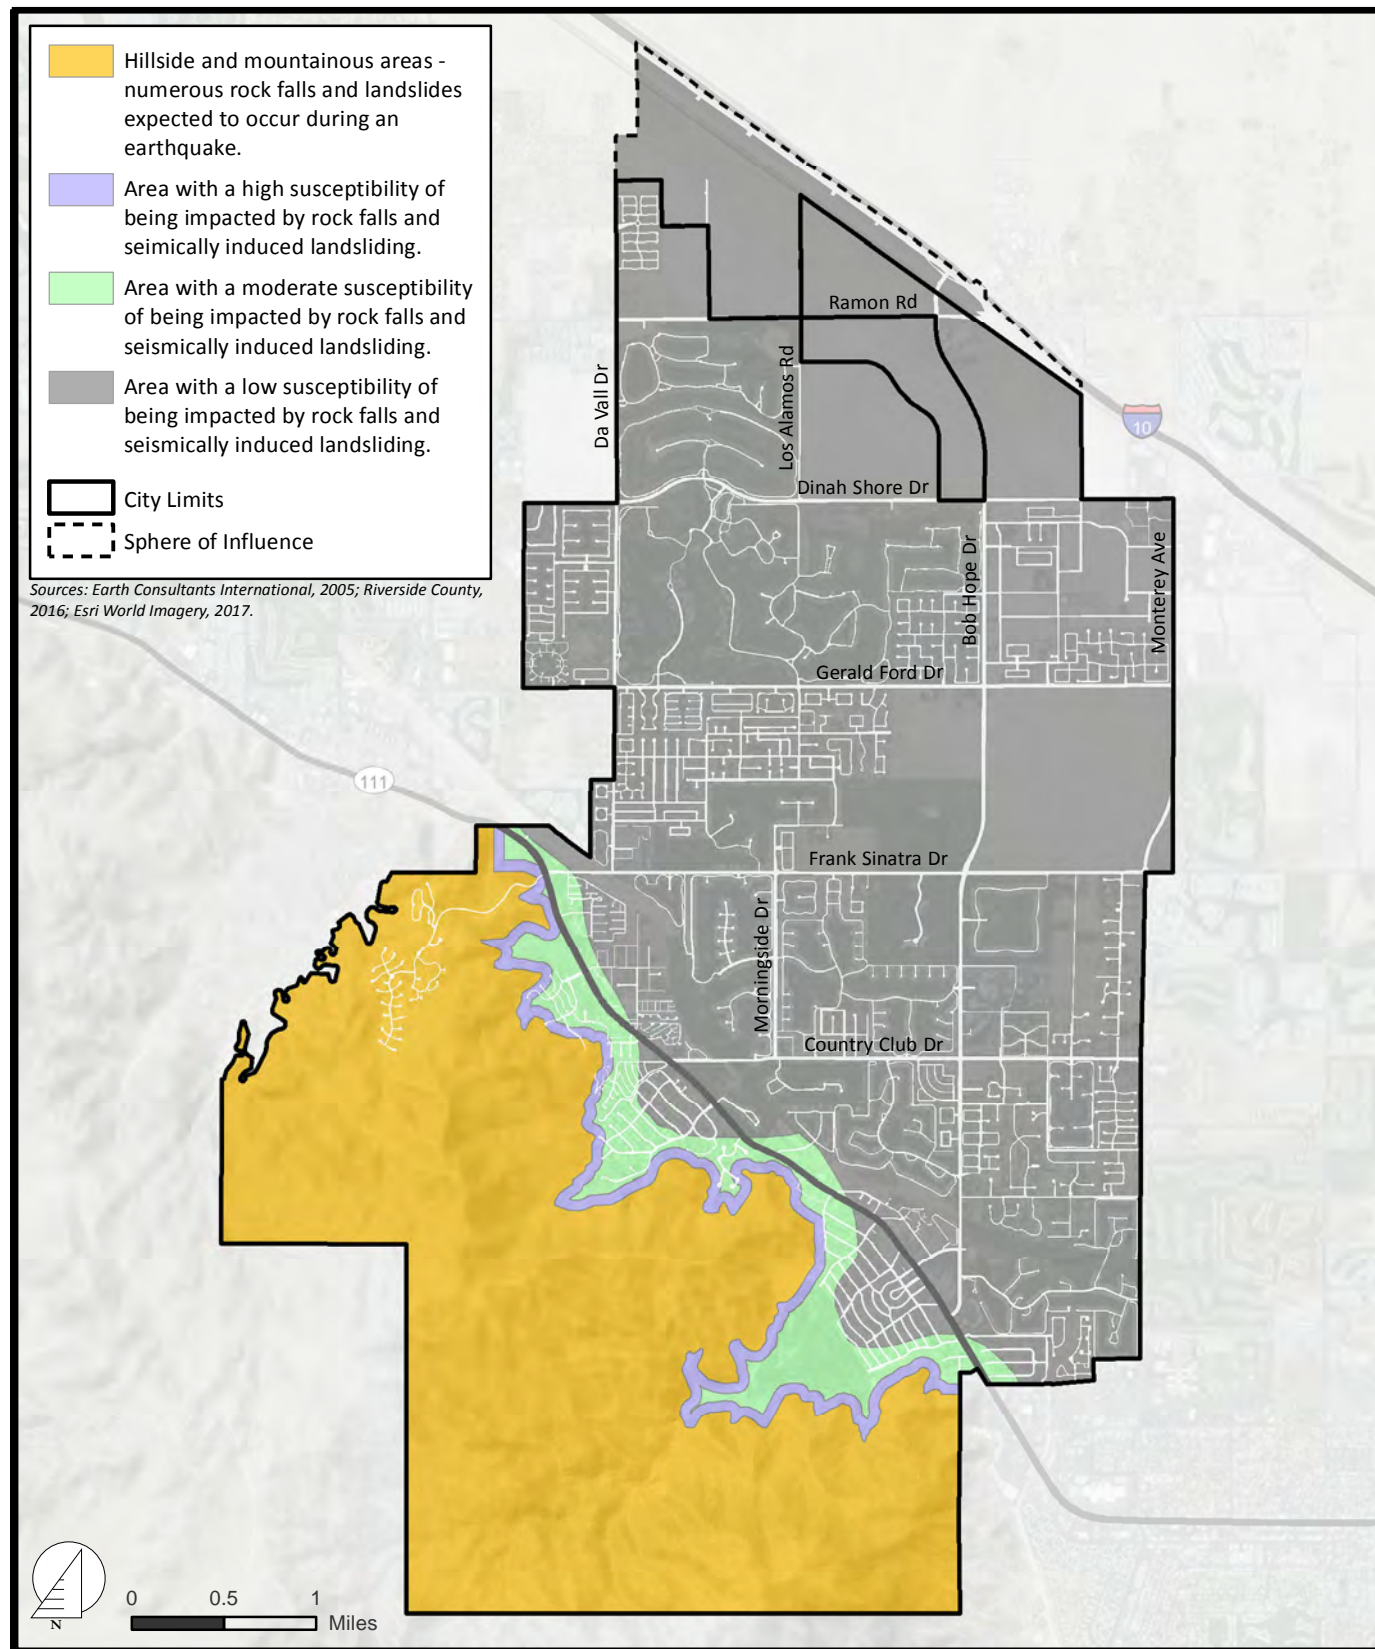 Hillside and mountainous areas -
numerous rock falls and landslides
expected to occur during an
earthquake.
Area with a high susceptibility of
being impacted by rock falls and
seimically induced landsliding.
Area with a moderate susceptibility
of being impacted by rock falls and
seismically induced landsliding.
Area with a low susceptibility of
being impacted by rock falls and
seismically induced landsliding.
City Limits
Sphere of Influence
Sources: Earth Consultants International, 2005; Riverside County,
2016; Esri World Imagery, 2017.
Ramon Rd
Da Vall Dr
Los Alamos Rd
10
Dinah Shore Dr
Bob Hope Dr
Monterey Ave
Gerald Ford Dr
111
Frank Sinatra Dr
Morningside Dr
Country Club Dr
N
0 0.5 1
Miles